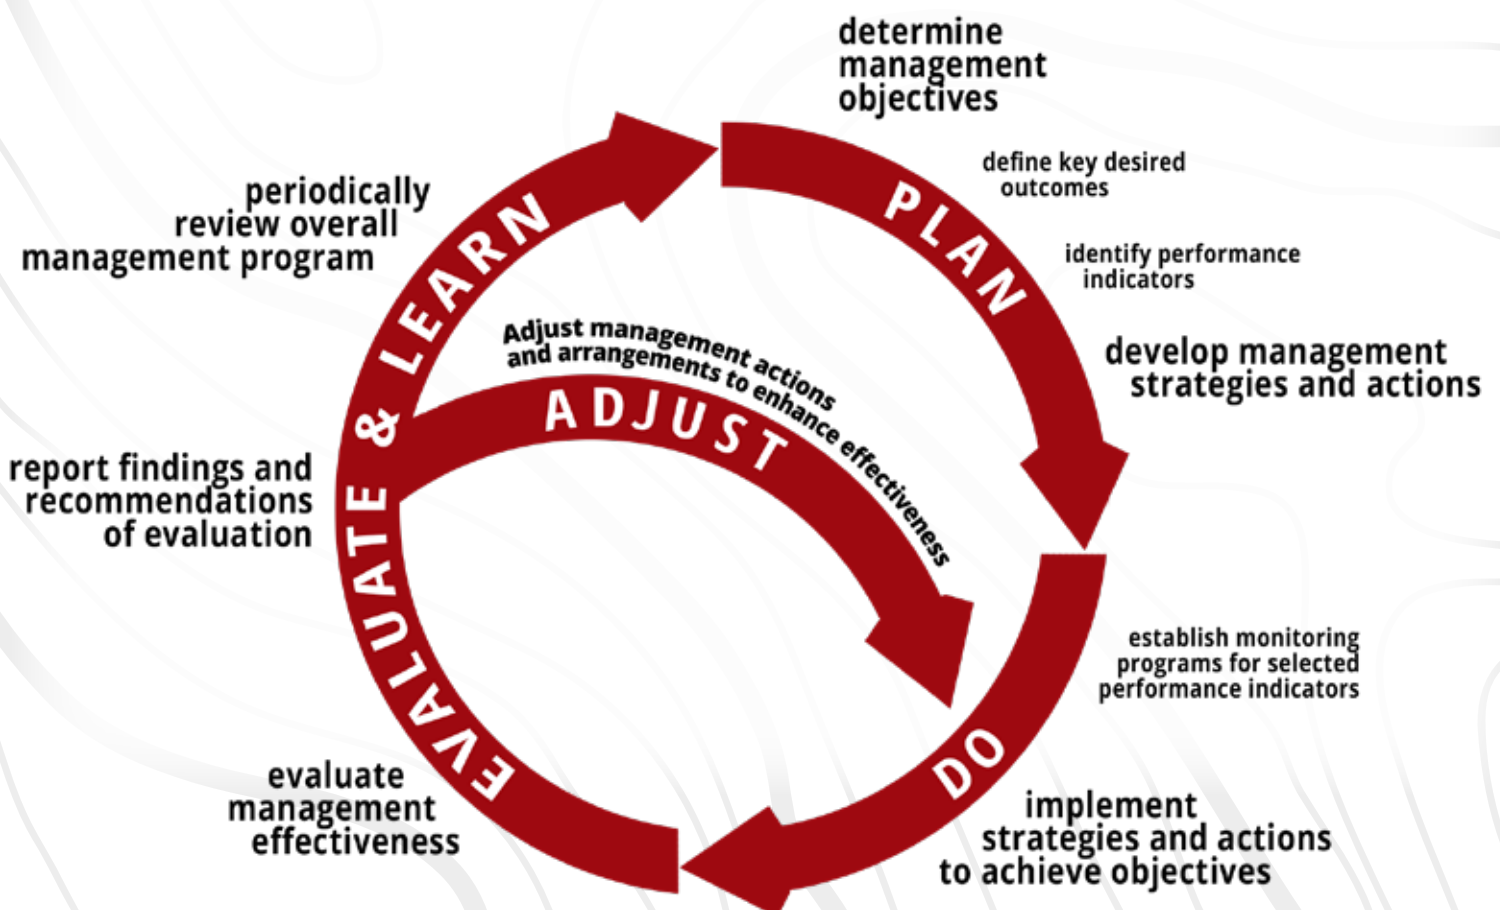 determine
management
objectives
define key desired
outcomes
PLAN
identify performance
indicators
develop management
strategies and actions
establish monitoring
programs for selected
performance indicators
DO
implement
strategies and actions
to achieve objectives
evaluate
management
effectiveness
EVALUATE & LEARN
report findings and
recommendations
of evaluation
periodically
review overall
management program
Adjust management actions
and arrangements to enhance effectiveness
ADJUST